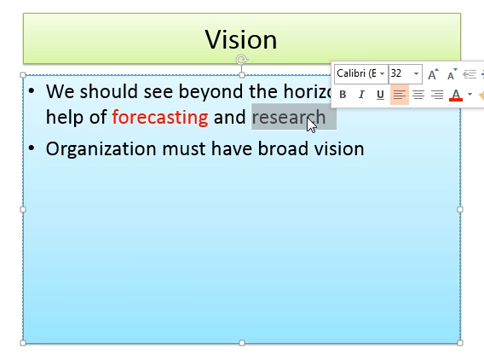 Vision
• We should see beyond the horizo
help of forecasting and research
• Organization must have broad vision
Calibri (E 32 A A
B I U A